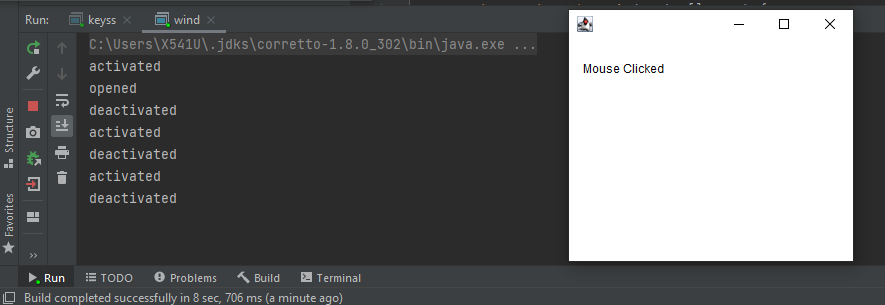 Run: keyss wind
C:\Users\X541U\.jdks\corretto-1.8.0_302\bin\java.exe ...
activated
opened
deactivated
activated
deactivated
activated
deactivated
Mouse Clicked
Structure
Favorites
Run TODO Problems Build Terminal
Build completed successfully in 8 sec, 706 ms (a minute ago)